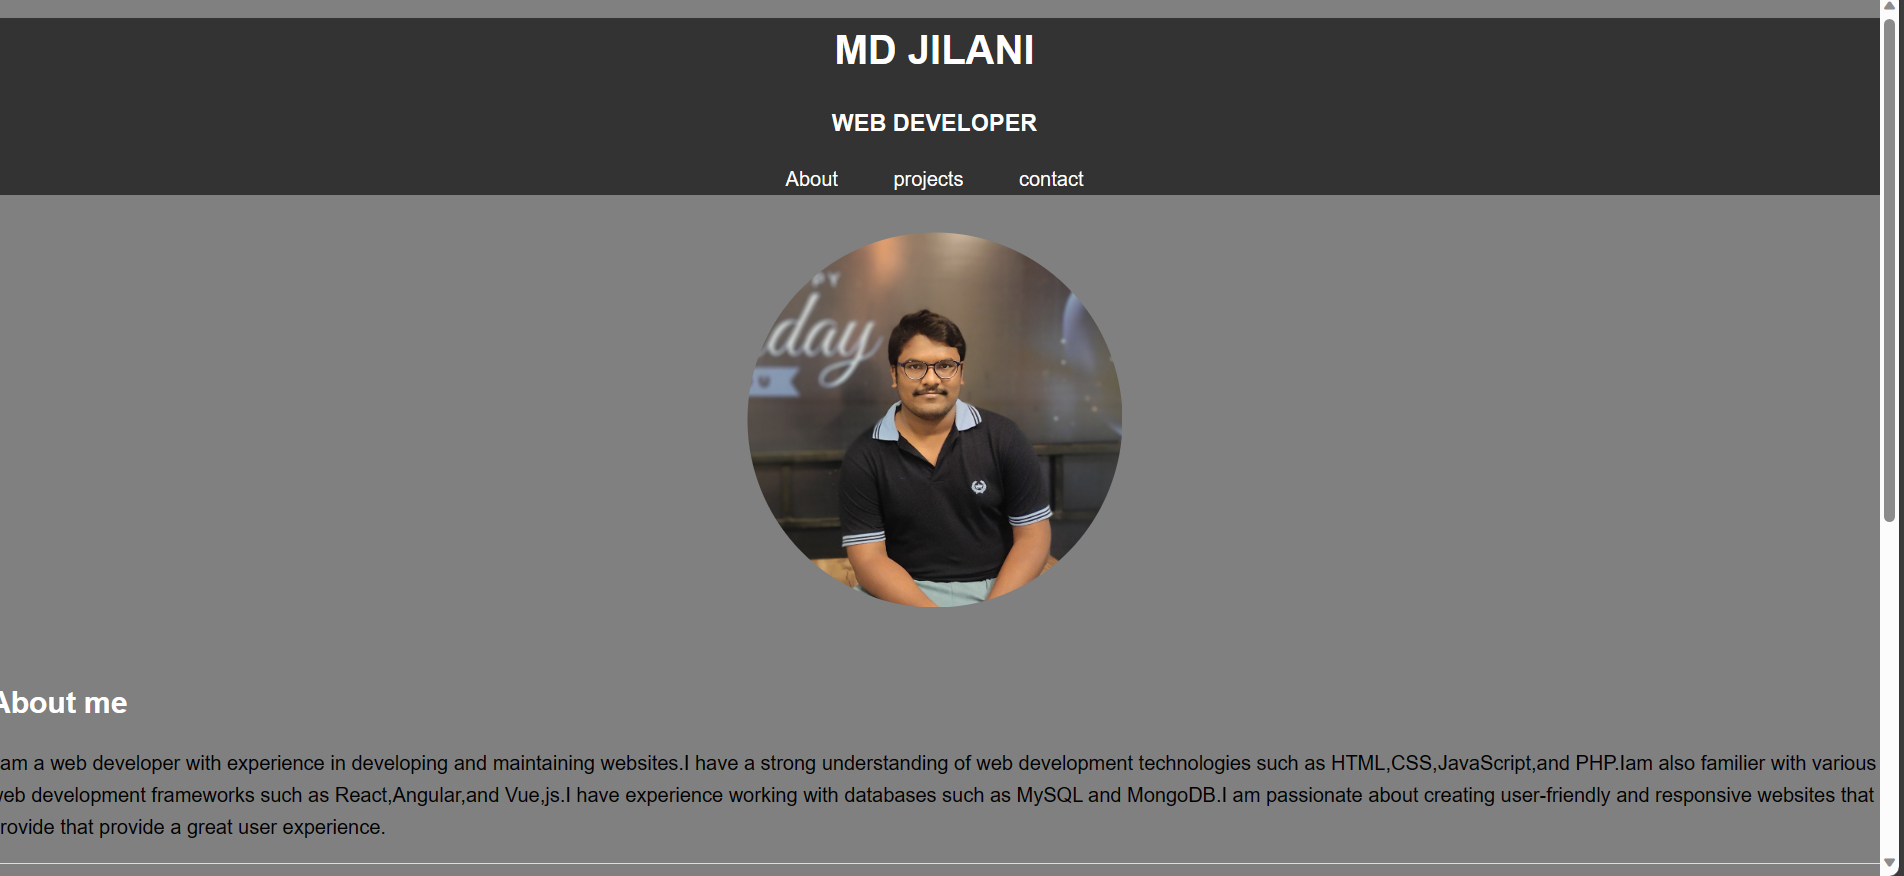 MD JILANI
WEB DEVELOPER
About projects contact
PY
day
U
About me
am a web developer with experience in developing and maintaining websites.I have a strong understanding of web development technologies such as HTML,CSS,JavaScript,and PHP.Iam also familier with various
eb development frameworks such as React,Angular,and Vue,js.I have experience working with databases such as MySQL and MongoDB.I am passionate about creating user-friendly and responsive websites that
rovide that provide a great user experience.